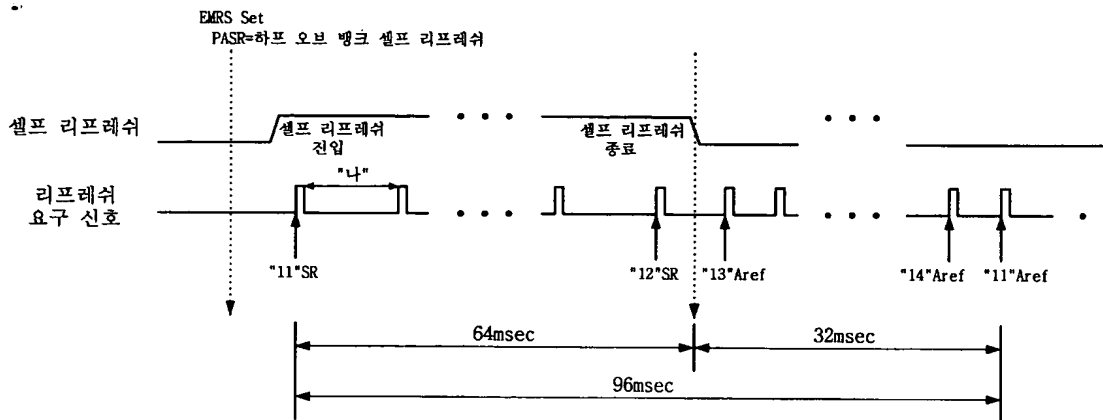 EMRS Set
PASR=하프 오브 뱅크 셀프 리프레쉬
셀프 리프레쉬
셀프 리프레쉬
진입
셀프 리프레쉬
종료
리프레쉬
요구 신호
"나"
"11"SR
"12"SR
"13"Aref
"14"Aref
"11"Aref
64msec
32msec
96msec